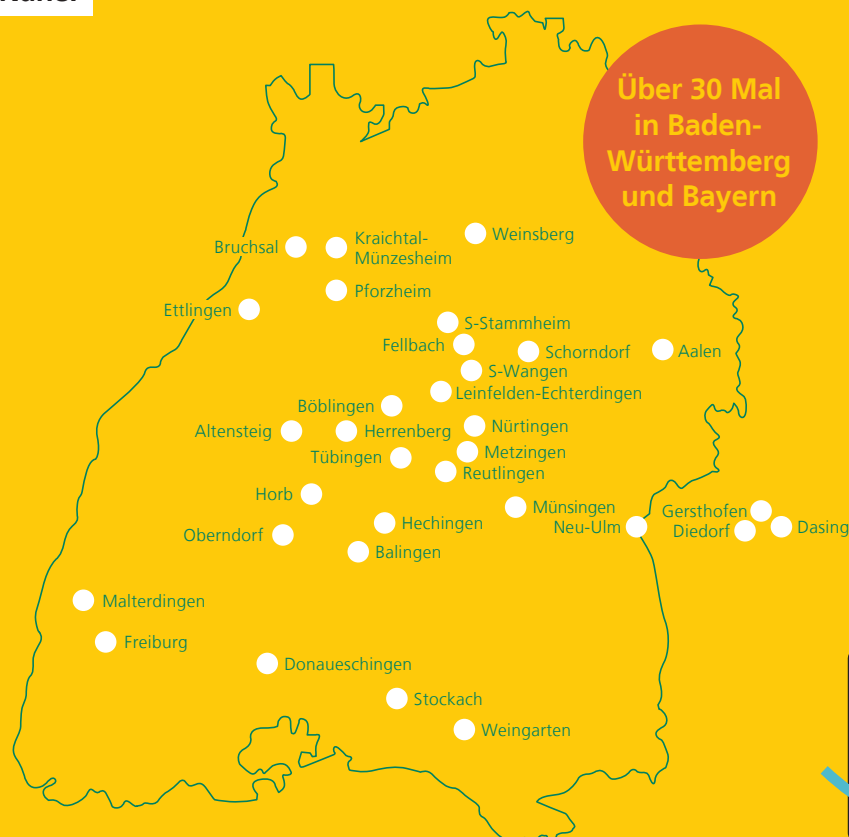 Über 30 Mal
in Baden-
Württemberg
und Bayern
Weinsberg
Bruchsal
Kraichtal-
Münzesheim
Pforzheim
Ettlingen
S-Stammheim
Fellbach
Schorndorf
Aalen
S-Wangen
Leinfelden-Echterdingen
Böblingen
Altensteig
Herrenberg
Nürtingen
Tübingen
Metzingen
Reutlingen
Horb
Münsingen
Gersthofen
Oberndorf
Hechingen
Neu-Ulm
Diedorf
Dasing
Balingen
Malterdingen
Freiburg
Donaueschingen
Stockach
Weingarten